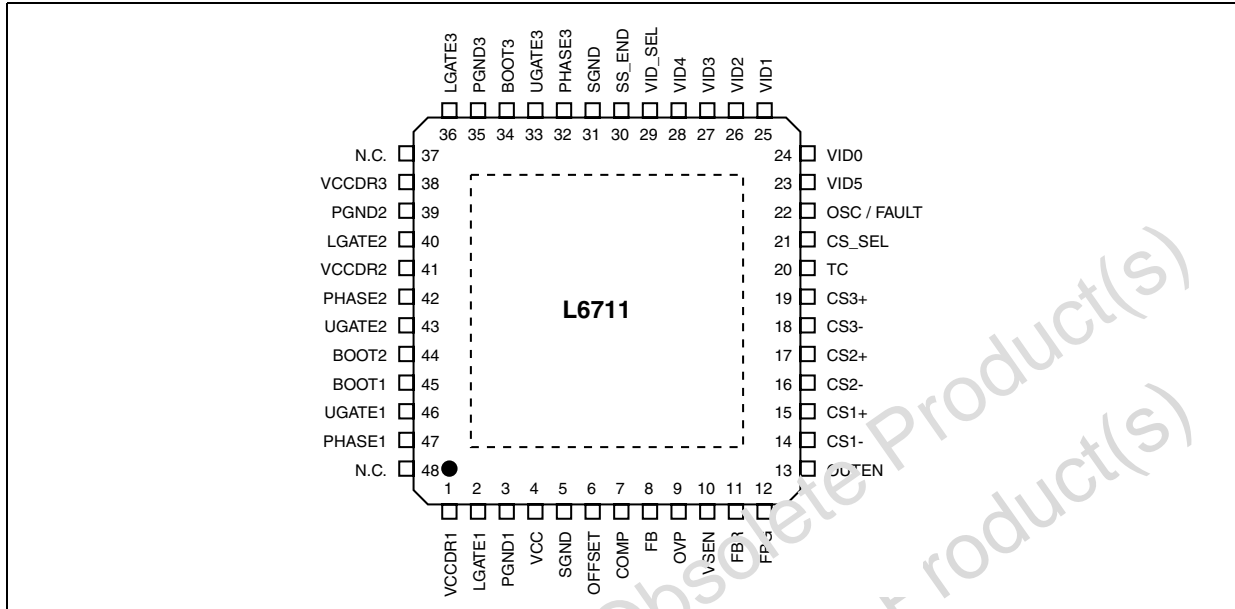 LGATE3
PGND3
BOOT3
UGATE3
PHASE3
SGND
SS_END
VID_SEL
VID4
VID3
VID2
VID1
36 35 34 33 32 31 30 29 28 27 26 25
N.C. 37
VCCDR3 38
PGND2 39
LGATE2 40
VCCDR2 41
PHASE2 42
UGATE2 43
BOOT2 44
BOOT1 45
UGATE1 46
PHASE1 47
N.C. 48
L6711
24 VID0
23 VID5
22 OSC / FAULT
21 CS_SEL
20 TC
19 CS3+
18 CS3-
17 CS2+
16 CS2-
15 CS1+
14 CS1-
13
1 2 3 4 5 6 7 8 9 10 11 12
VCCDR1
LGATE1
PGND1
VCC
SGND
OFFSET
COMP
FB
OVP
VSEN
Obsolete Product(s)